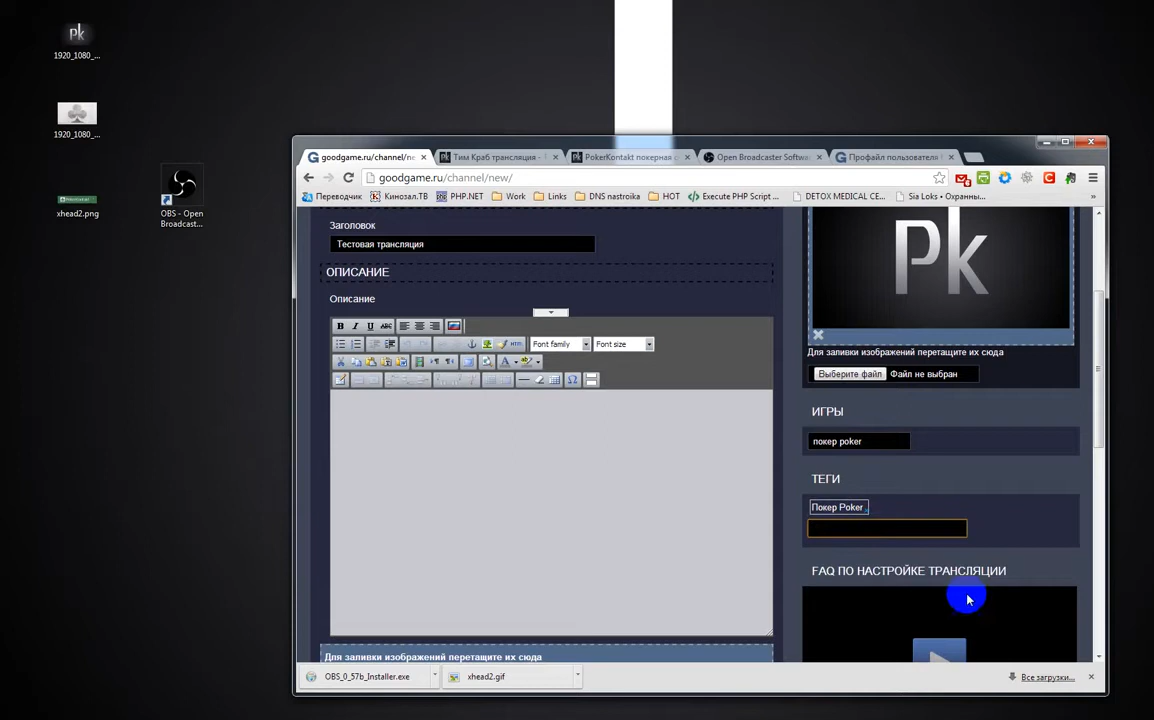 pk
1920_1080_...
1920_1080_...
xhead2.png
OBS - Open
Broadcast...
goodgame.ru/channel/ne
Тим Краб трансляция -
PokerKontakt покерная с
Open Broadcaster Softwa
Профайл пользователя
goodgame.ru/channel/new/
Переводчик
Кинозал.ТВ
PHP.NET
Work
Links
DNS nastroika
HOT
Execute PHP Script ...
DETOX MEDICAL CE...
Sia Loks • Охранны...
Заголовок
Тестовая трансляция
ОПИСАНИЕ
Описание
B I U ABC
Font family
Font size
Pk
Для заливки изображений перетащите их сюда
Выберите файл
Файл не выбран
ИГРЫ
покер poker
ТЕГИ
Покер Poker
FAQ ПО НАСТРОЙКЕ ТРАНСЛЯЦИИ
Для заливки изображений перетащите их сюда
OBS_0_57b_Installer.exe
xhead2.gif
Все загрузки...